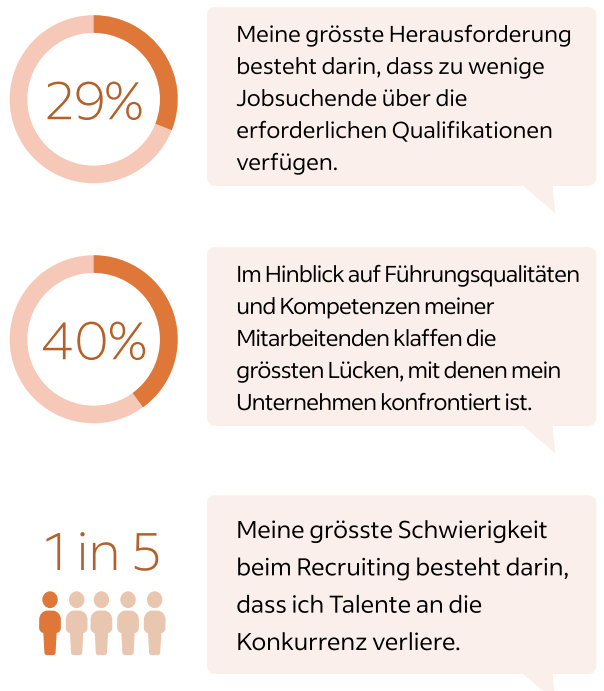 29%
Meine grösste Herausforderung
besteht darin, dass zu wenige
Jobsuchende über die
erforderlichen Qualifikationen
verfügen.
40%
Im Hinblick auf Führungsqualitäten
und Kompetenzen meiner
Mitarbeitenden klaffen die
grössten Lücken, mit denen mein
Unternehmen konfrontiert ist.
1 in 5
Meine grösste Schwierigkeit
beim Recruiting besteht darin,
dass ich Talente an die
Konkurrenz verliere.